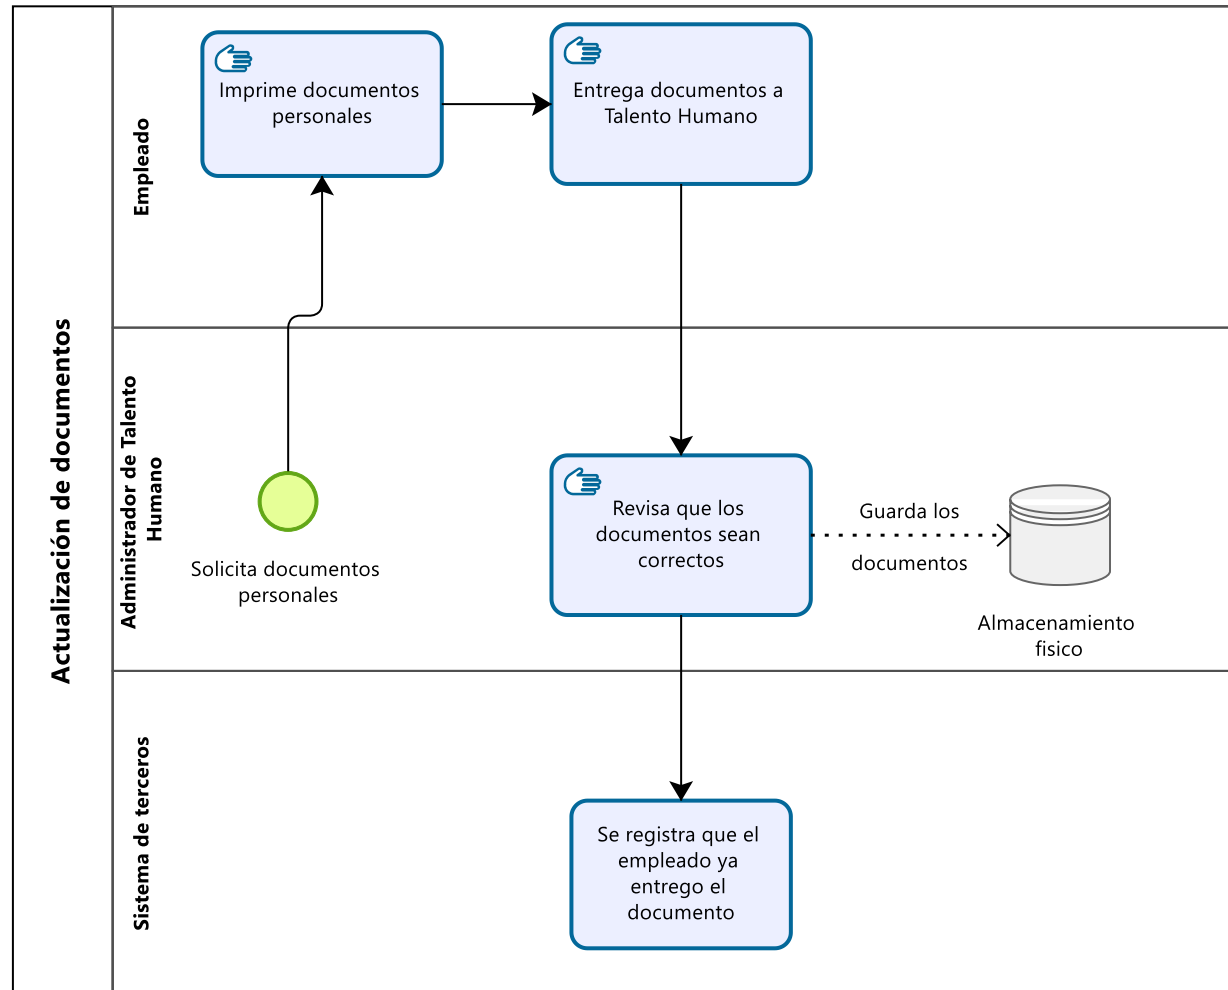 Actualización de documentos
Empleado
Imprime documentos
personales
Entrega documentos a
Talento Humano
Administrador de Talento
Humano
Solicita documentos
personales
Revisa que los
documentos sean
correctos
Guarda los
documentos
Almacenamiento
fisico
Sistema de terceros
Se registra que el
empleado ya
entrego el
documento